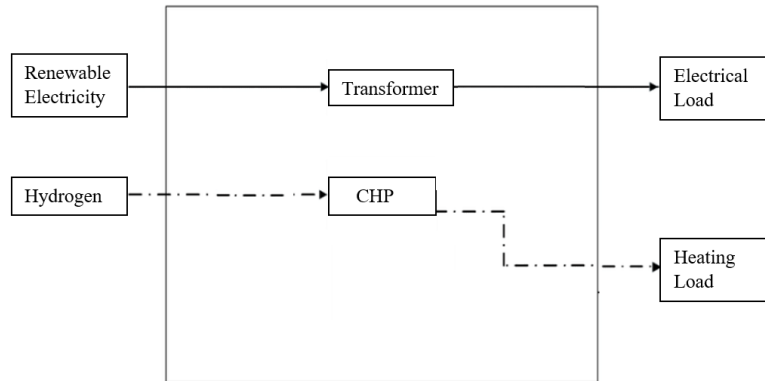 Renewable
Electricity
Transformer
Electrical
Load
Hydrogen
CHP
Heating
Load